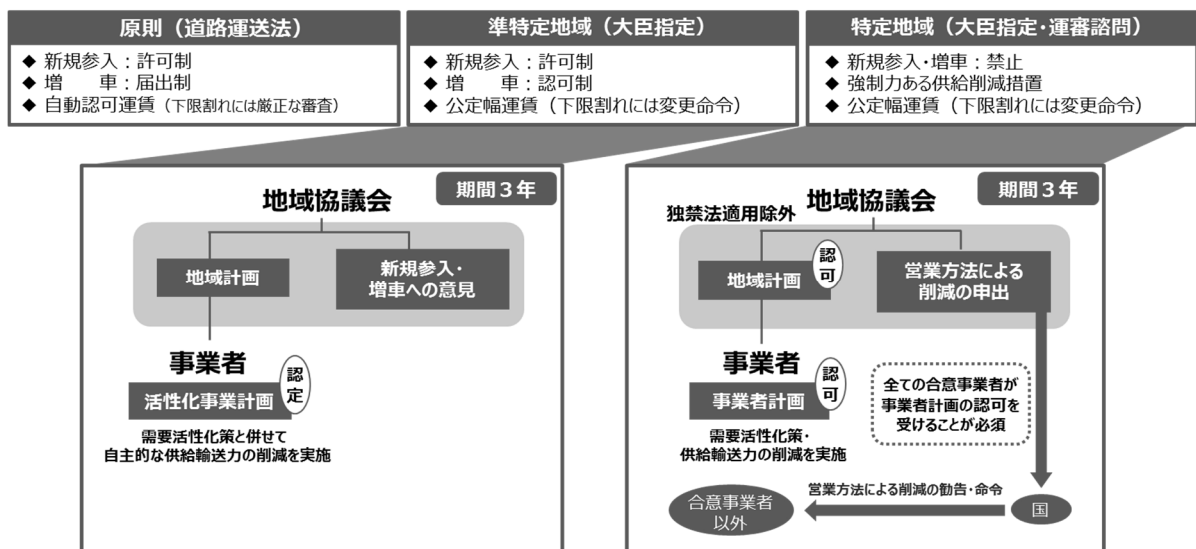 原則（道路運送法）
◆ 新規参入：許可制
◆ 増　　車：届出制
◆ 自動認可運賃（下限割れには厳正な審査）
準特定地域（大臣指定）
◆ 新規参入：許可制
◆ 増　　車：認可制
◆ 公定幅運賃（下限割れには変更命令）
特定地域（大臣指定・運審諮問）
◆ 新規参入・増車：禁止
◆ 強制力ある供給削減措置
◆ 公定幅運賃（下限割れには変更命令）
期間３年
地域協議会
地域計画
新規参入・
増車への意見
事業者
認定
活性化事業計画
需要活性化策と併せて
自主的な供給輸送力の削減を実施
期間３年
独禁法適用除外
地域協議会
認可
地域計画
営業方法による
削減の申出
事業者
認可
事業者計画
需要活性化策・
供給輸送力の削減を実施
全ての合意事業者が
事業者計画の認可を
受けることが必須
営業方法による削減の勧告・命令
合意事業者
以外
国